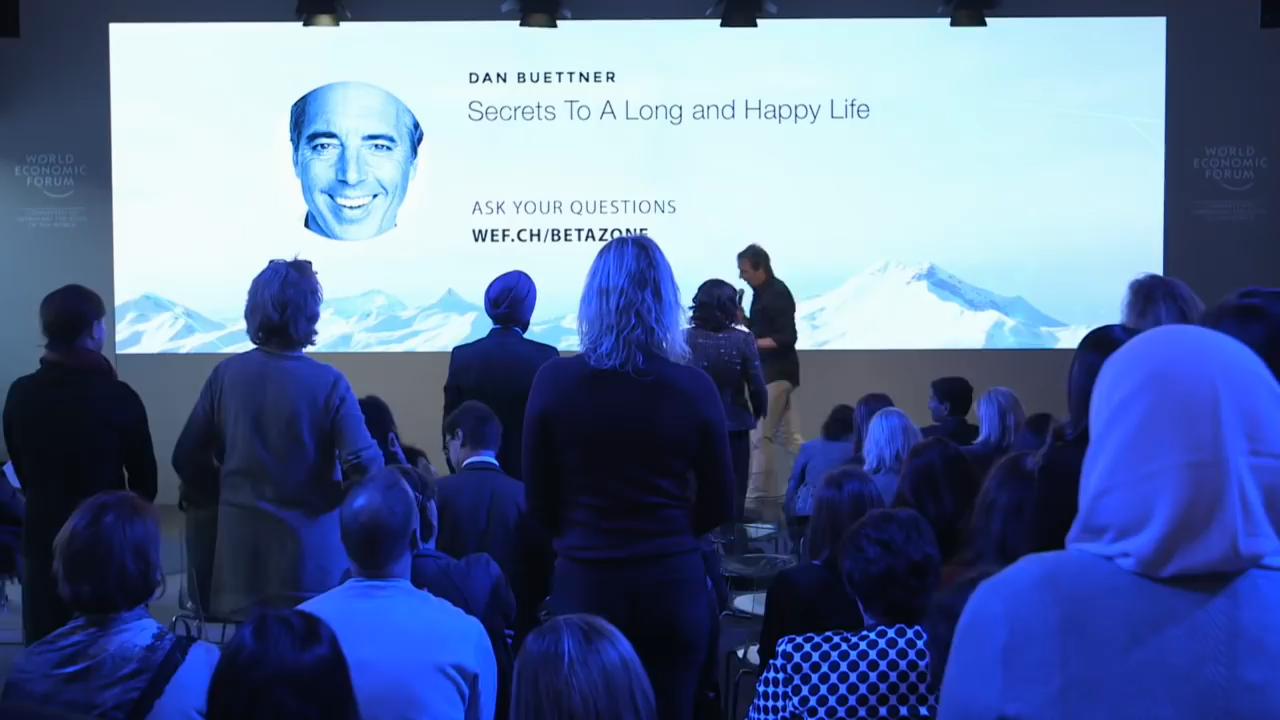 DAN BUETTNER
Secrets To A Long and Happy Life
ASK YOUR QUESTIONS
WEF.CH/BETAZONE
WORLD
ECONOMIC
FORUM
WORLD
ECONOMIC
FORUM